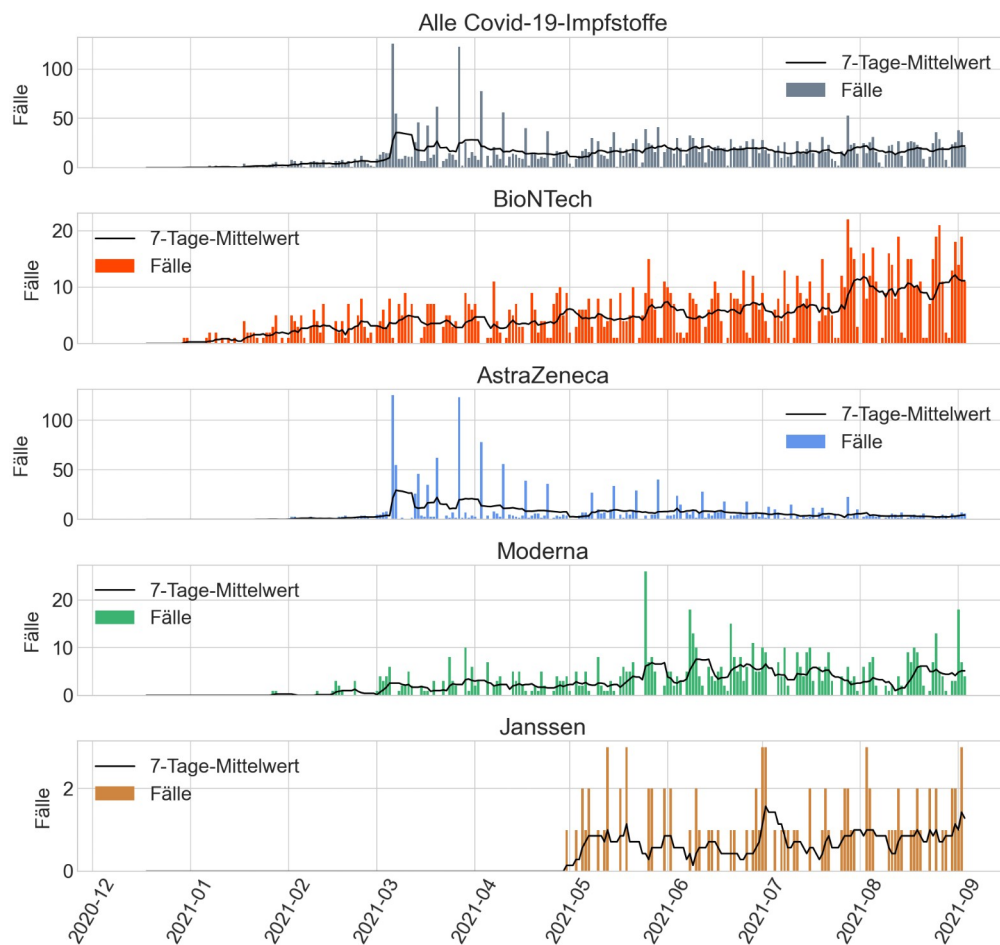 Alle Covid-19-Impfstoffe
Fälle
100
50
0
7-Tage-Mittelwert
Fälle
BioNTech
Fälle
20
10
0
7-Tage-Mittelwert
Fälle
AstraZeneca
Fälle
100
50
0
7-Tage-Mittelwert
Fälle
Moderna
Fälle
20
10
0
7-Tage-Mittelwert
Fälle
Janssen
Fälle
2
0
7-Tage-Mittelwert
Fälle
2020-12
2021-01
2021-02
2021-03
2021-04
2021-05
2021-06
2021-07
2021-08
2021-09